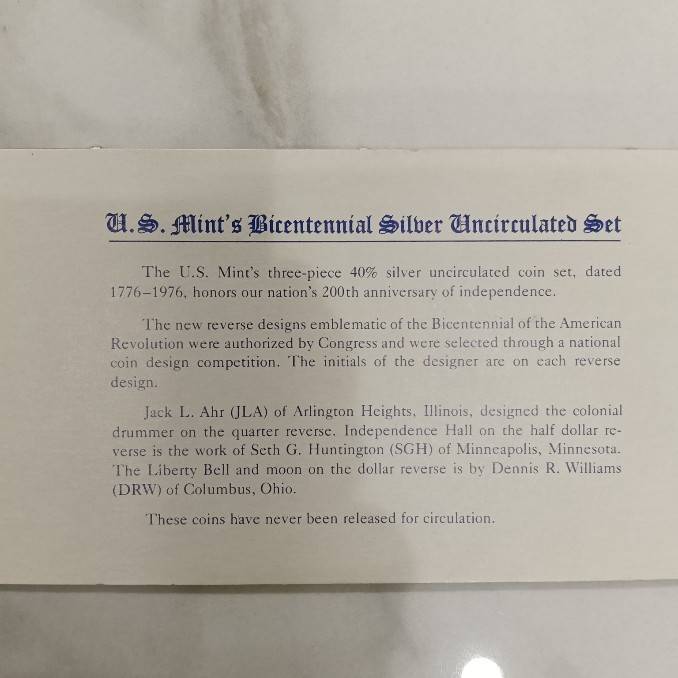 U.S. Mint's Bicentennial Silver Uncirculated Set
The U.S. Mint's three-piece 40% silver uncirculated coin set, dated
1776–1976, honors our nation's 200th anniversary of independence.
The new reverse designs emblematic of the Bicentennial of the American
Revolution were authorized by Congress and were selected through a national
coin design competition. The initials of the designer are on each reverse
design.
Jack L. Ahr (JLA) of Arlington Heights, Illinois, designed the colonial
drummer on the quarter reverse. Independence Hall on the half dollar re-
verse is the work of Seth G. Huntington (SGH) of Minneapolis, Minnesota.
The Liberty Bell and moon on the dollar reverse is by Dennis R. Williams
(DRW) of Columbus, Ohio.
These coins have never been released for circulation.